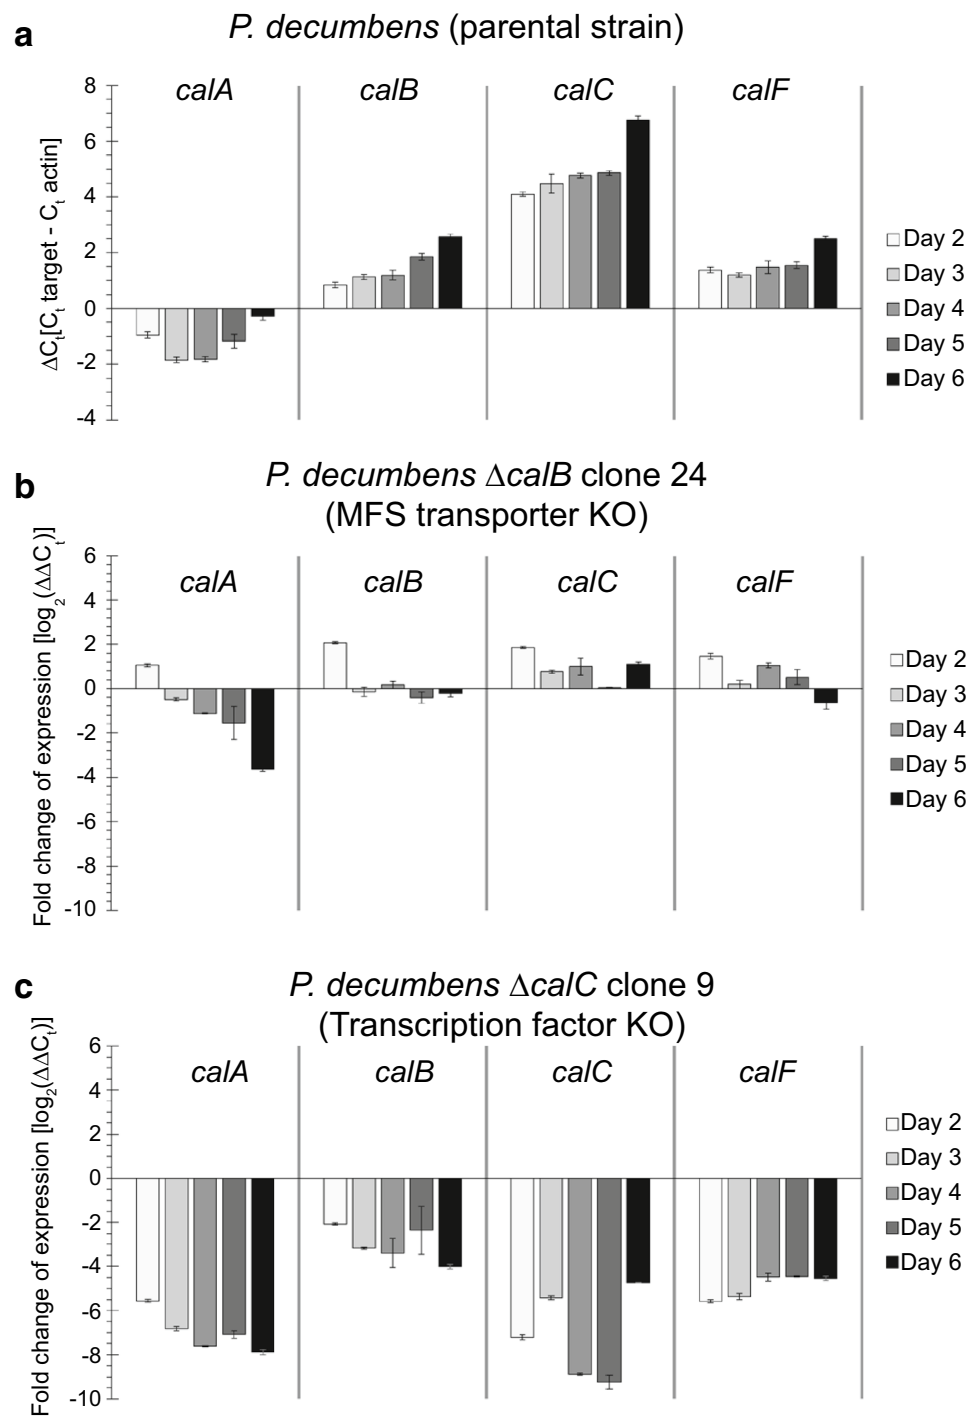 a
P. decumbens (parental strain)
calA calB calC calF
ΔCt[Ct target - Ct actin]
8
6
4
2
0
-2
-4
Day 2
Day 3
Day 4
Day 5
Day 6
b
P. decumbens ΔcalB clone 24
(MFS transporter KO)
calA calB calC calF
Fold change of expression [log2(ΔΔCt)]
6
4
2
0
-2
-4
-6
-8
-10
Day 2
Day 3
Day 4
Day 5
Day 6
c
P. decumbens ΔcalC clone 9
(Transcription factor KO)
calA calB calC calF
Fold change of expression [log2(ΔΔCt)]
6
4
2
0
-2
-4
-6
-8
-10
Day 2
Day 3
Day 4
Day 5
Day 6